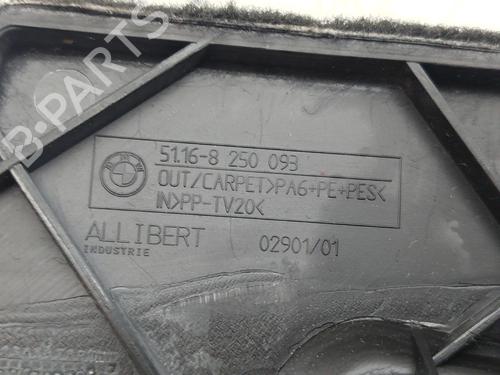 B-PARTS
51.16-8 250 093
OUT/CARPET>PA6+PE+PES<
IN>PP-TV20<
ALLIBERT
INDUSTRIE
02901/01